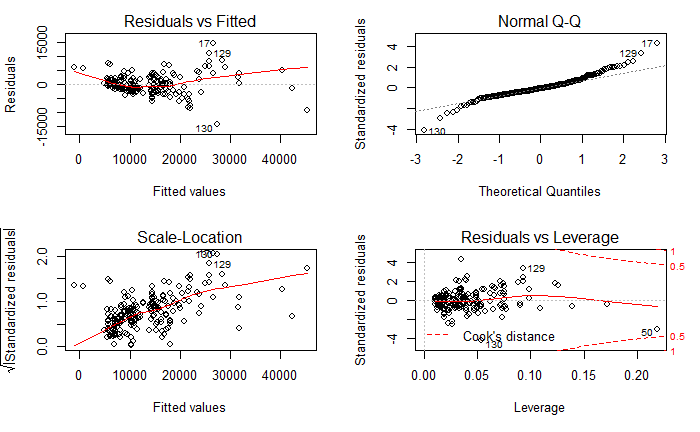 Residuals vs Fitted
Residuals
-15000 0 15000
17
129
130
0 10000 20000 30000 40000
Fitted values
Normal Q-Q
Standardized residuals
-4 -2 0 2 4
17
129
130
-3 -2 -1 0 1 2 3
Theoretical Quantiles
Scale-Location
√|Standardized residuals|
0.0 1.0 2.0
130
129
0 10000 20000 30000 40000
Fitted values
Residuals vs Leverage
Standardized residuals
-4 0 4
1
0.5
129
50
0.5
1
Cook's distance
130
0.00 0.05 0.10 0.15 0.20
Leverage